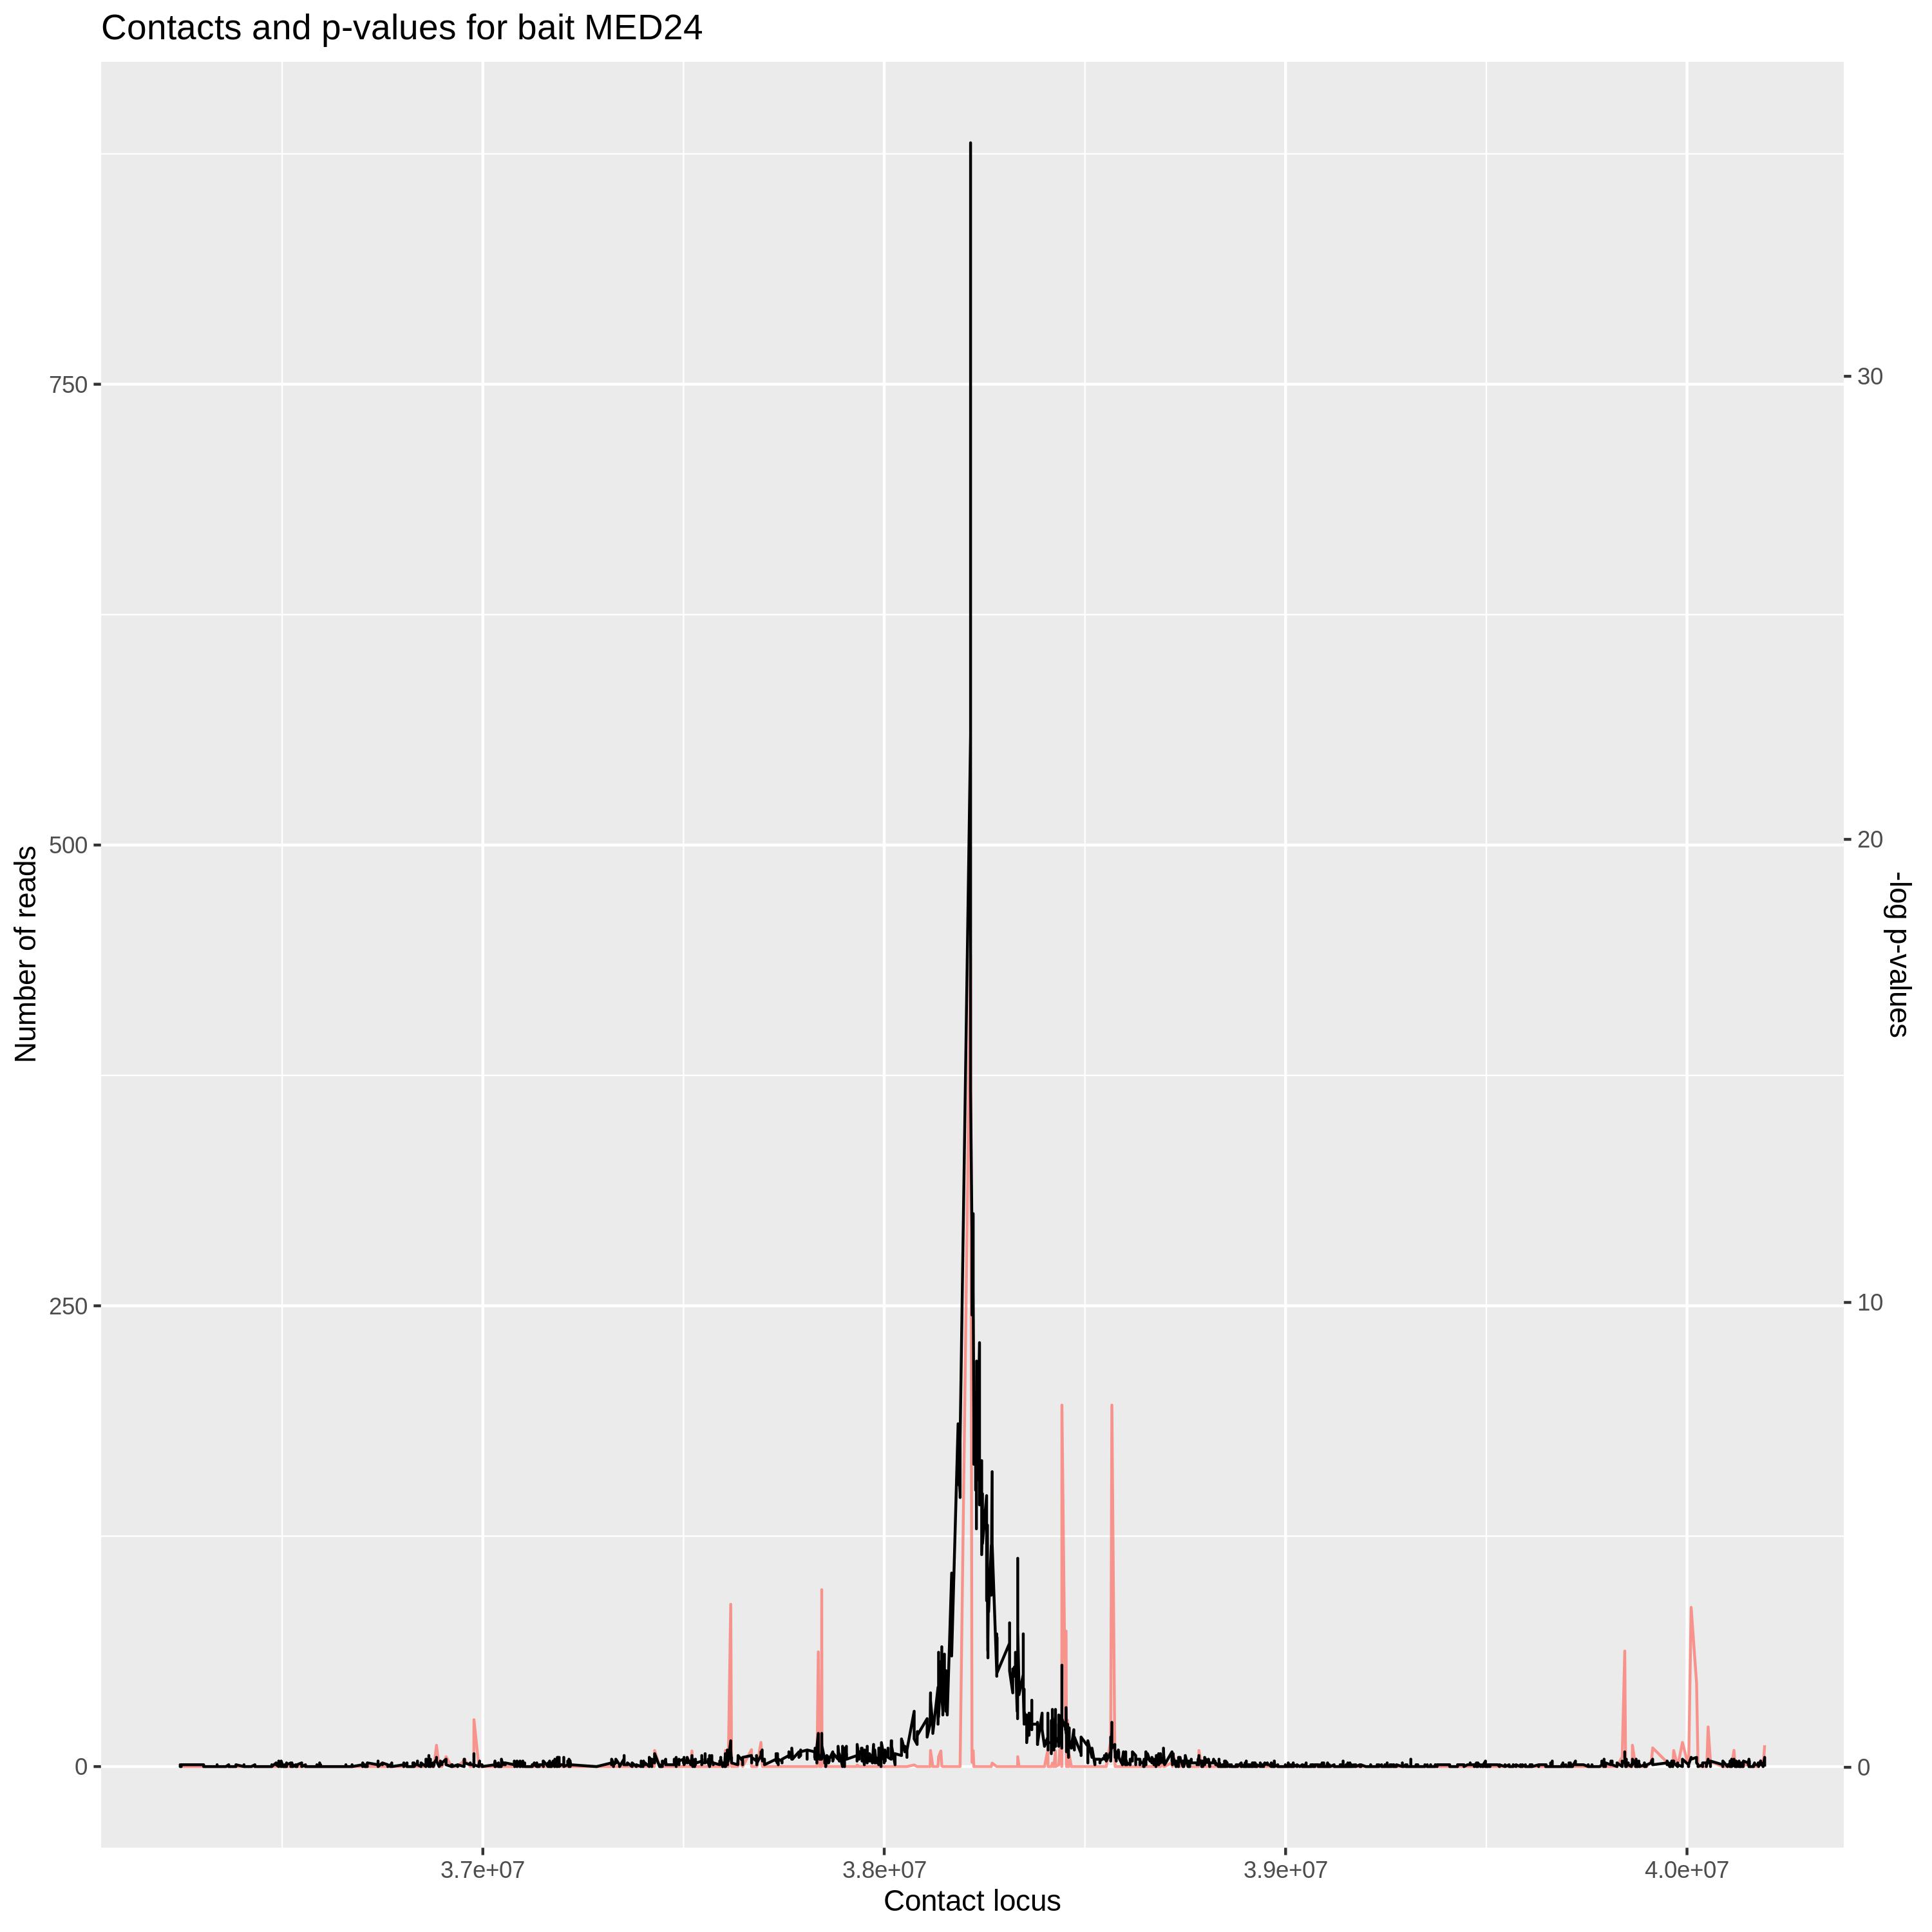 Contacts and p-values for bait MED24
750
500
250
0
30
20
10
0
Number of reads
-log p-values
3.7e+07
3.8e+07
3.9e+07
4.0e+07
Contact locus